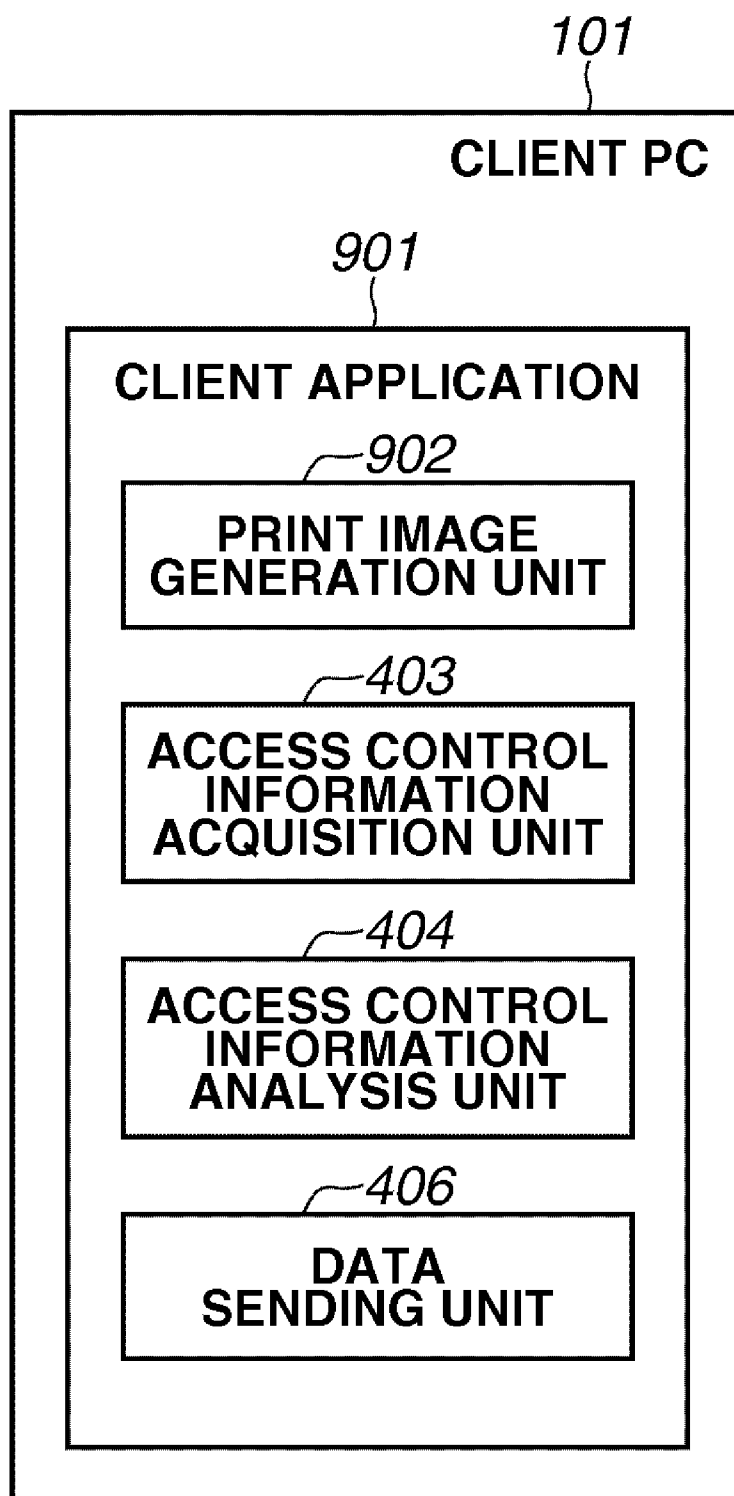 101
CLIENT PC
901
CLIENT APPLICATION
902
PRINT IMAGE
GENERATION UNIT
403
ACCESS CONTROL
INFORMATION
ACQUISITION UNIT
404
ACCESS CONTROL
INFORMATION
ANALYSIS UNIT
406
DATA
SENDING UNIT